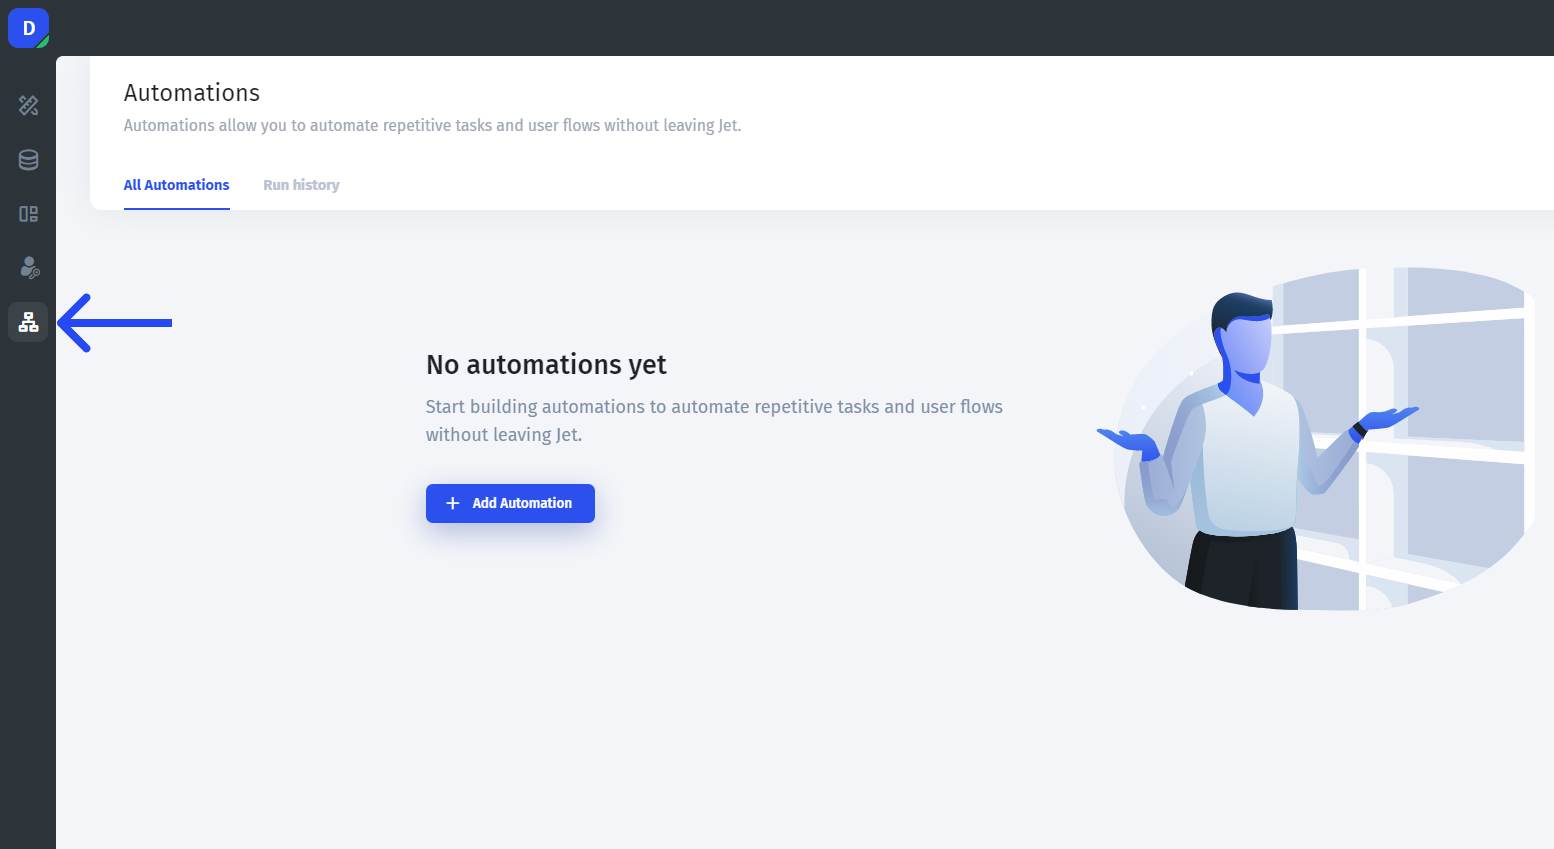 D
Automations
Automations allow you to automate repetitive tasks and user flows without leaving Jet.
All Automations
Run history
No automations yet
Start building automations to automate repetitive tasks and user flows
without leaving Jet.
Add Automation